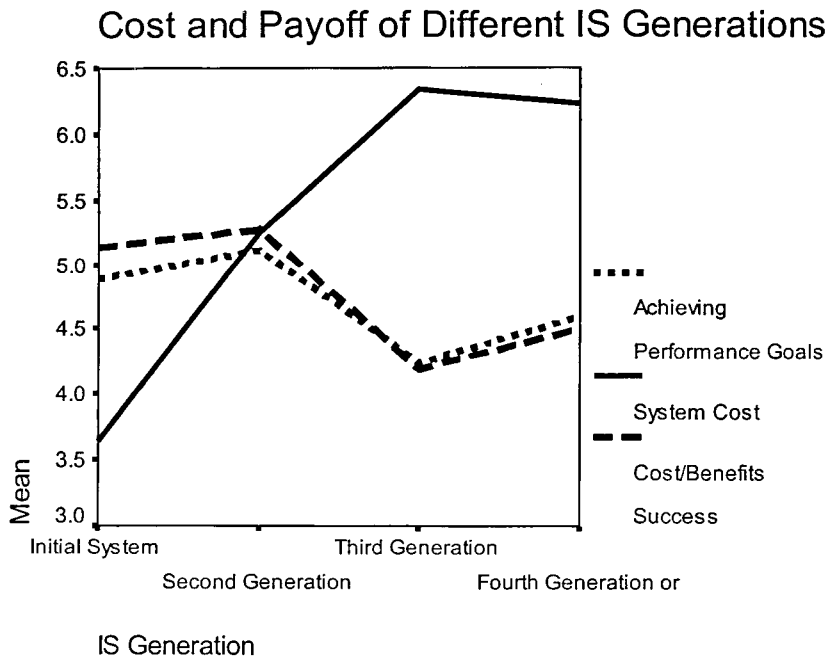 Cost and Payoff of Different IS Generations
6.5
6.0
5.5
5.0
4.5
4.0
3.5
3.0
Mean
Initial System
Second Generation
Third Generation
Fourth Generation or
IS Generation
Achieving
Performance Goals
System Cost
Cost/Benefits
Success